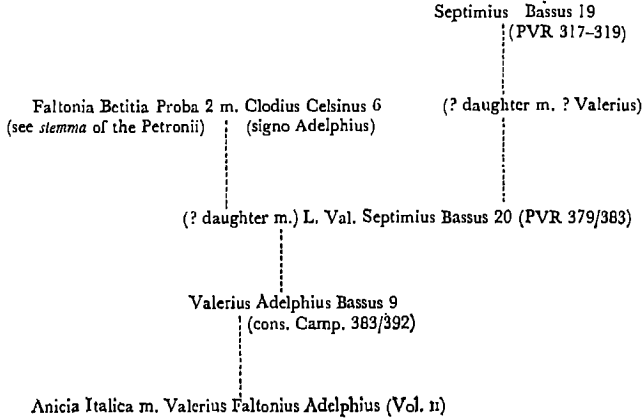 Septimius Bassus 19
(PVR 317–319)
Faltonia Betitia Proba 2 m. Clodius Celsinus 6
(? daughter m. ? Valerius)
(see stemma of the Petronii)
(signo Adelphius)
(? daughter m.) L. Val. Septimius Bassus 20 (PVR 379/383)
Valerius Adelphius Bassus 9
(cons. Camp. 383/392)
Anicia Italica m. Valerius Faltonius Adelphius (Vol. II)